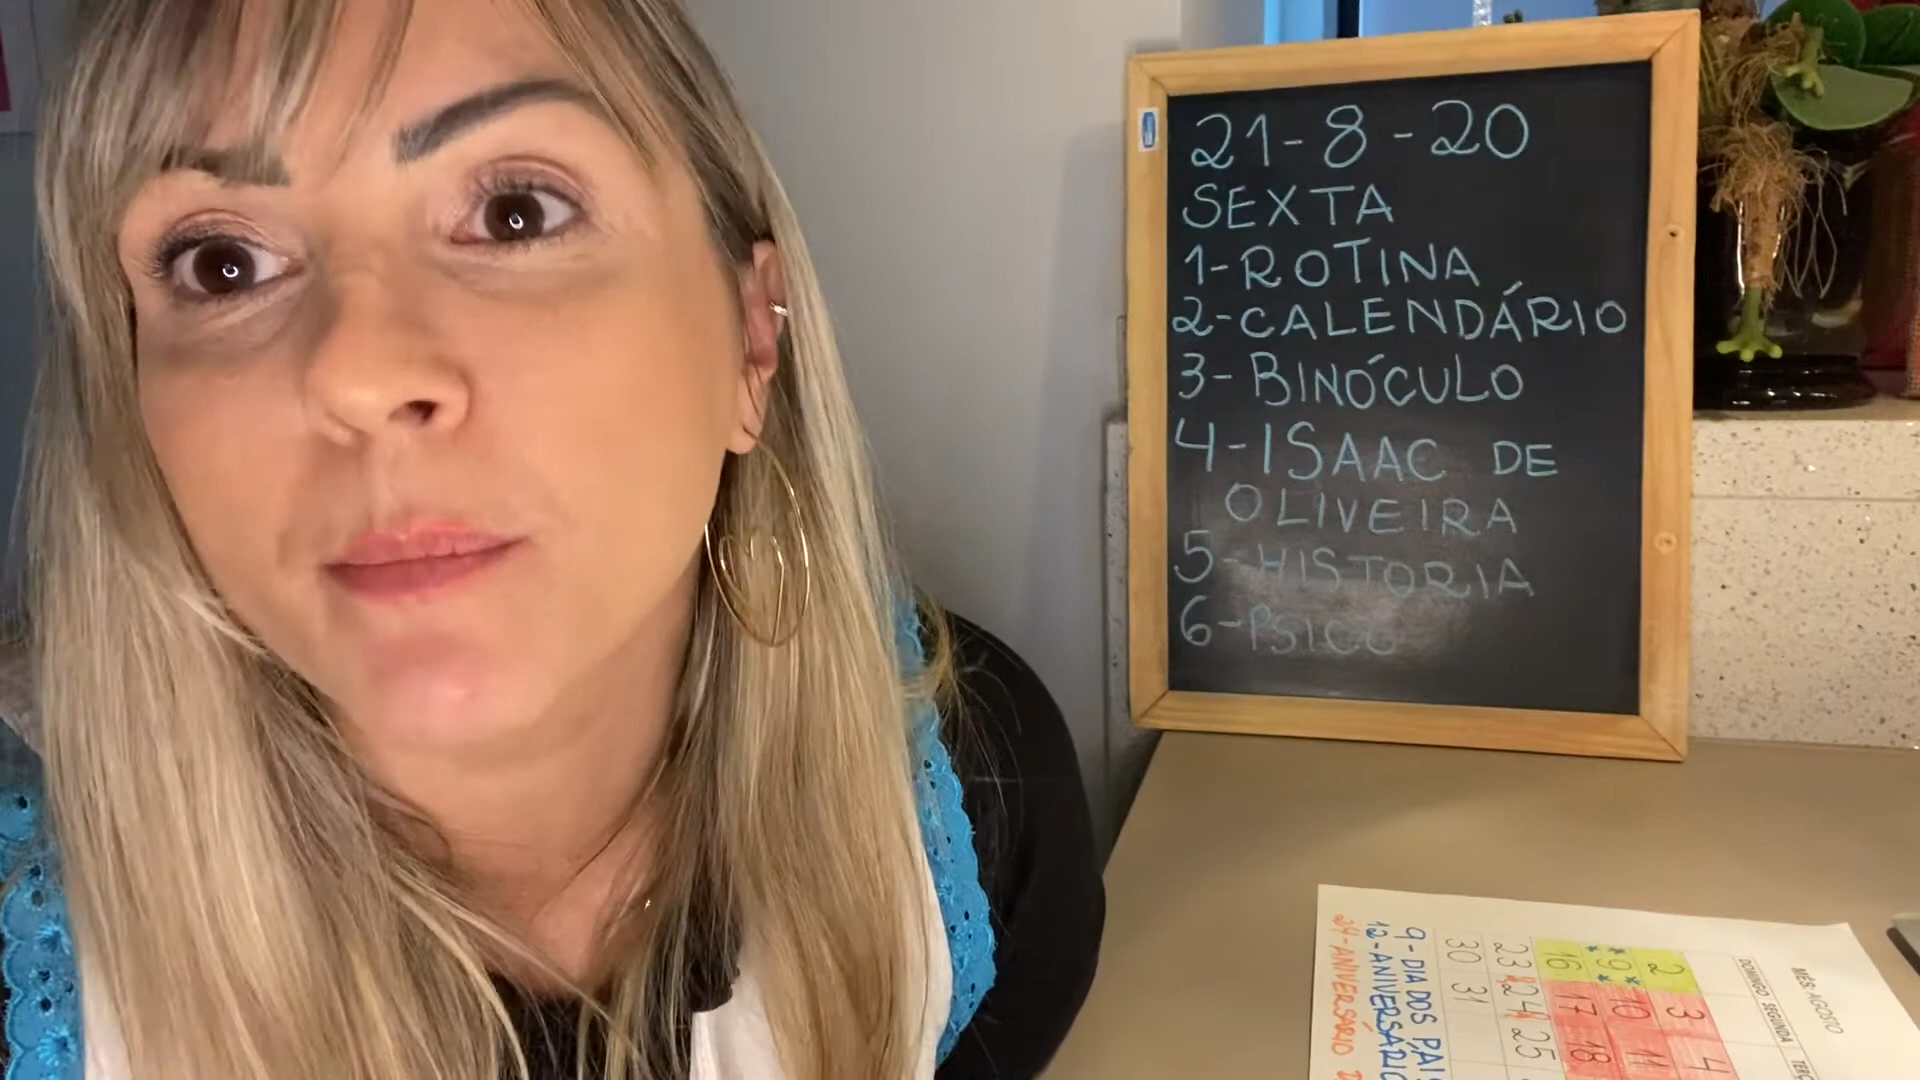 21-8-20
SEXTA
1-ROTINA
2-CALENDÁRIO
3-BINÓCULO
4-ISAAC DE
OLIVEIRA
5-HISTORIA
6-PSICO
MÊS: AGOSTO
DOMINGO SEGUNDA
2 3 4
9 10 11
16 17 18
23 24 25
30 31
9-DIA DOS PAIS
12-ANIVERSÁRIO
24-ANIVERSÁRIO